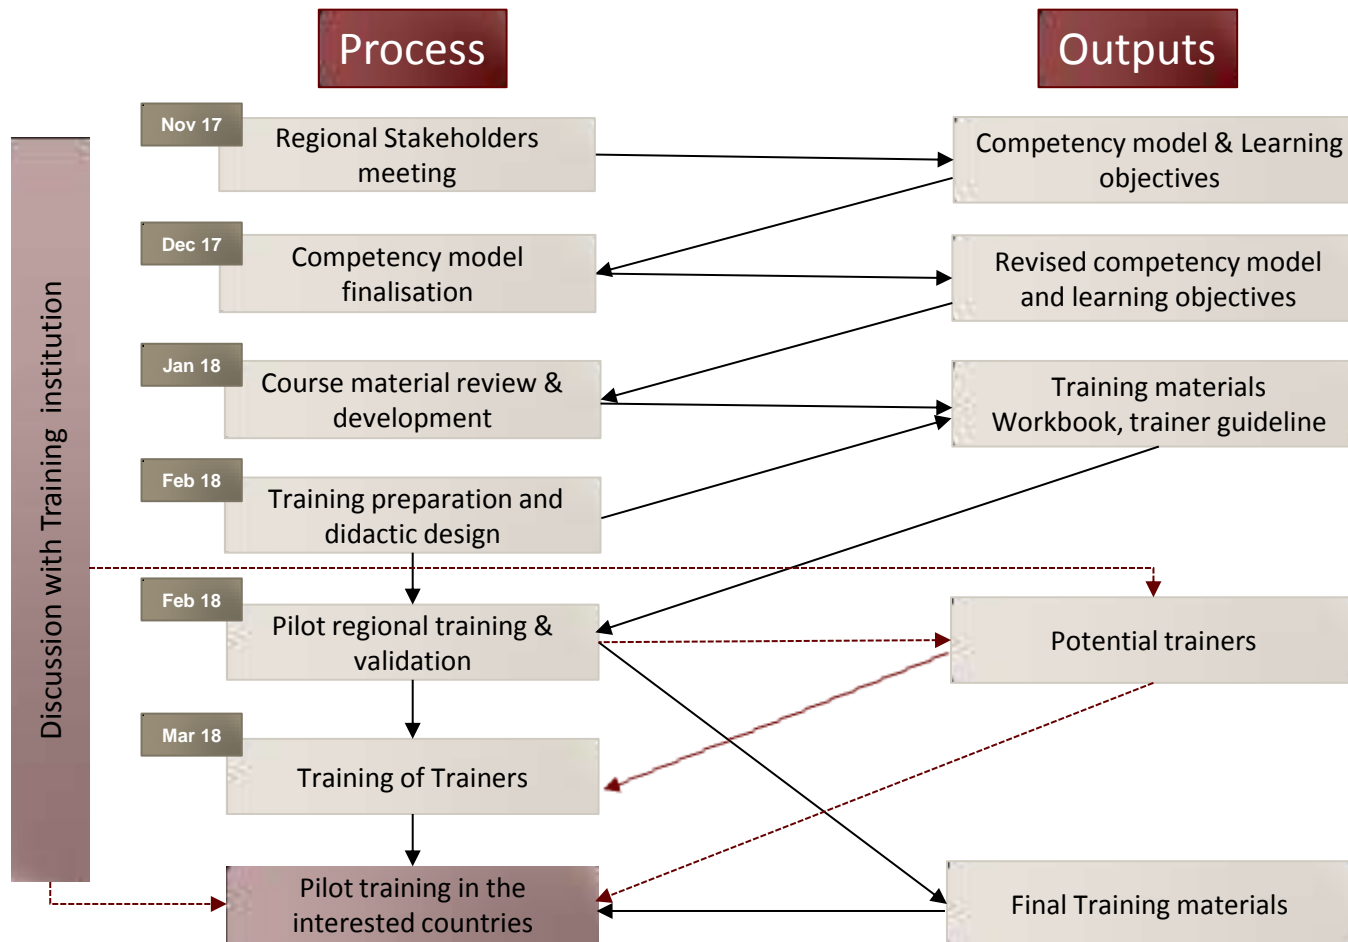 Process
Outputs
Nov 17
Regional Stakeholders
meeting
Competency model & Learning
objectives
Dec 17
Competency model
finalisation
Revised competency model
and learning objectives
Jan 18
Course material review &
development
Training materials
Workbook, trainer guideline
Feb 18
Training preparation and
didactic design
Feb 18
Pilot regional training &
validation
Potential trainers
Mar 18
Training of Trainers
Pilot training in the
interested countries
Final Training materials
Discussion with Training institution